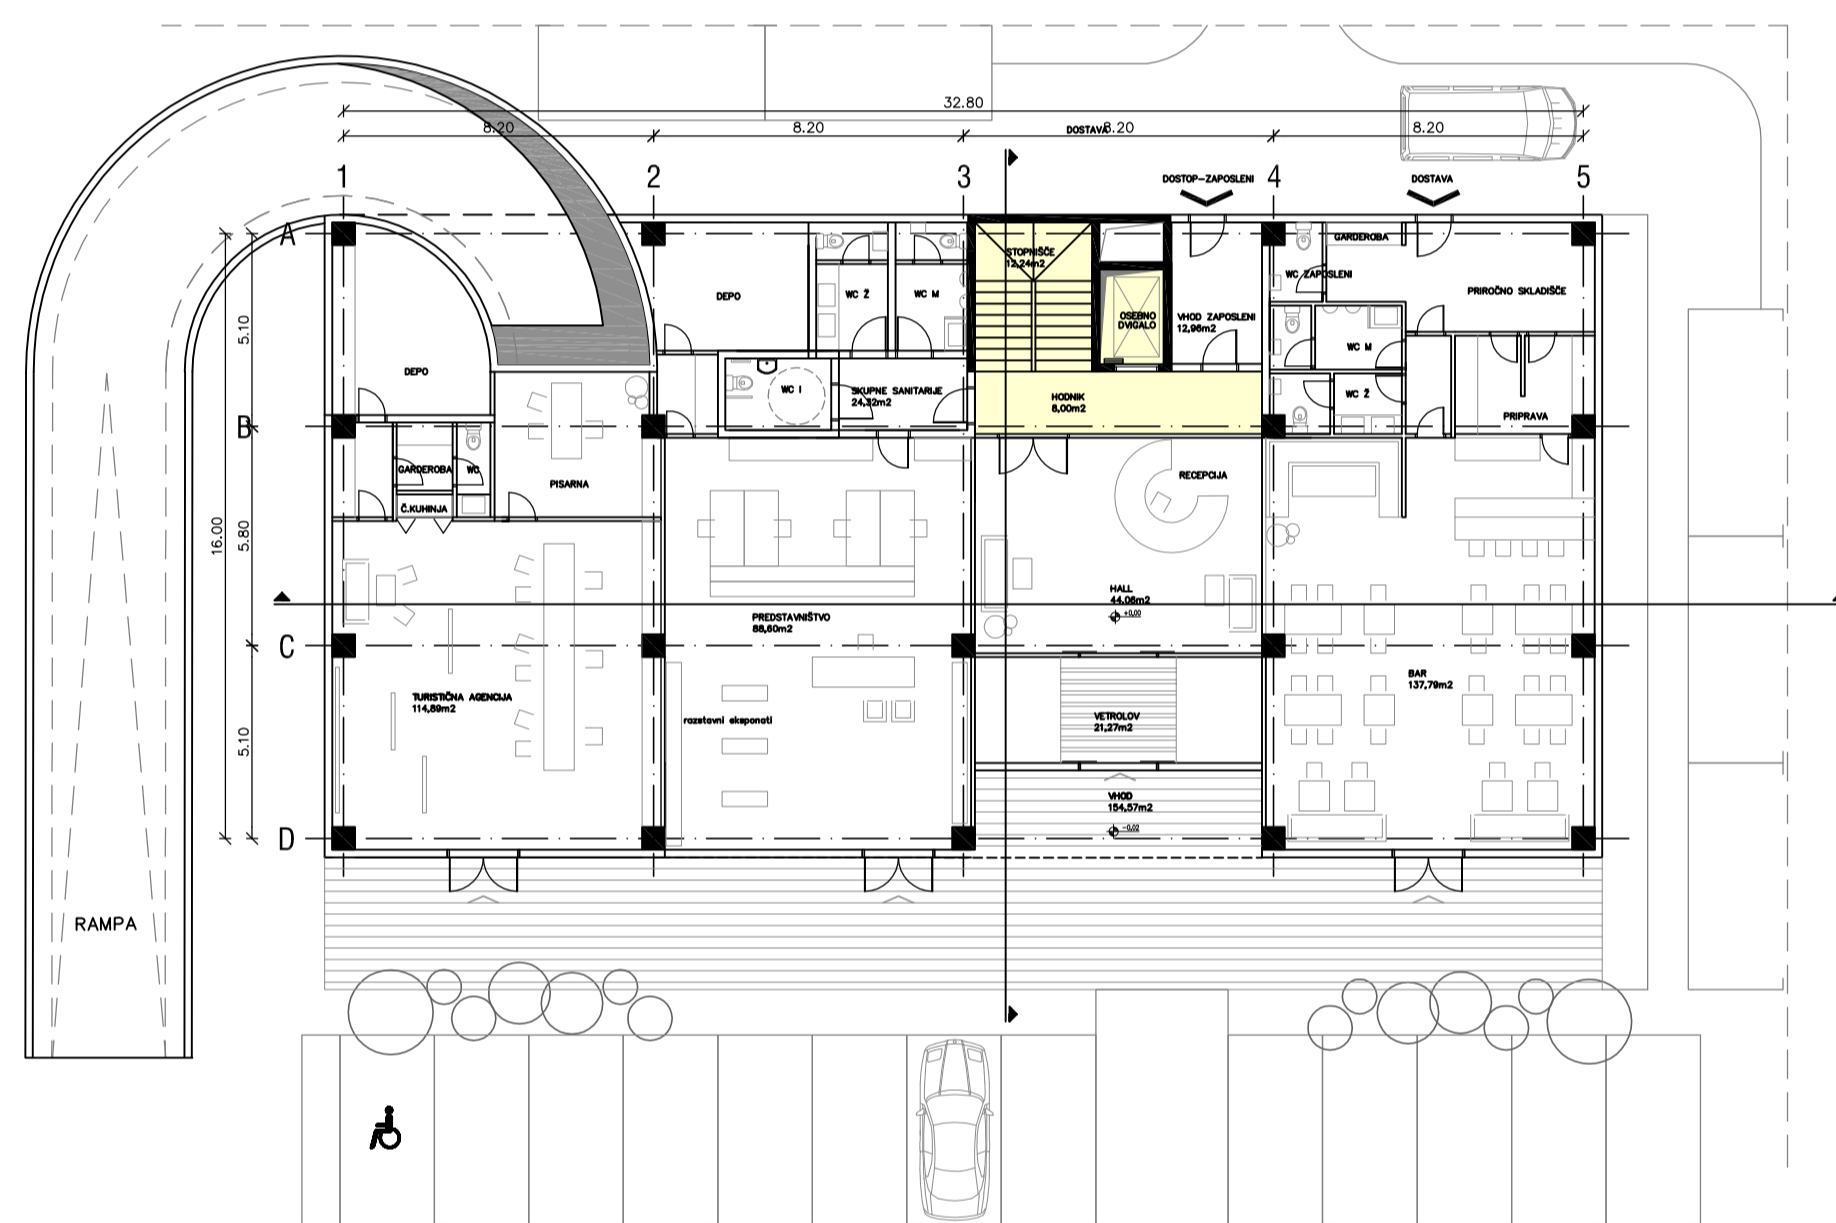 32.80
8.20
8.20
DOSTAVA
8.20
8.20
1
2
3
4
5
DOSTOP-ZAPOSLENI
DOSTAVA
A
B
C
D
5.10
5.80
5.10
16.00
STOPNIŠČE
12,24m2
OSEBNO
DVIGALO
VHOD ZAPOSLENI
12,96m2
GARDEROBA
WC ZAPOSLENI
PRIROČNO SKLADIŠČE
DEPO
WC Ž
WC M
WC M
DEPO
WC I
SKUPNE SANITARIJE
24,32m2
HODNIK
8,00m2
WC Ž
PRIPRAVA
GARDEROBA
WC
PISARNA
Č.KUHINJA
RECEPCIJA
HALL
44.06m2
+0,00
PREDSTAVNIŠTVO
88,60m2
TURISTIČNA AGENCIJA
114,89m2
razstavni eksponati
BAR
137,79m2
VETROLOV
21,27m2
VHOD
154,57m2
-0,02
RAMPA